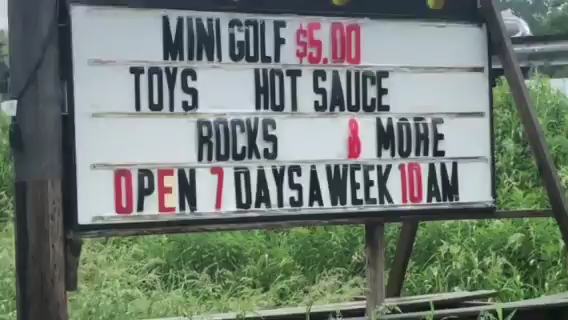 MINI GOLF $5.00
TOYS HOT SAUCE
ROCKS & MORE
OPEN 7 DAYS A WEEK 10 AM